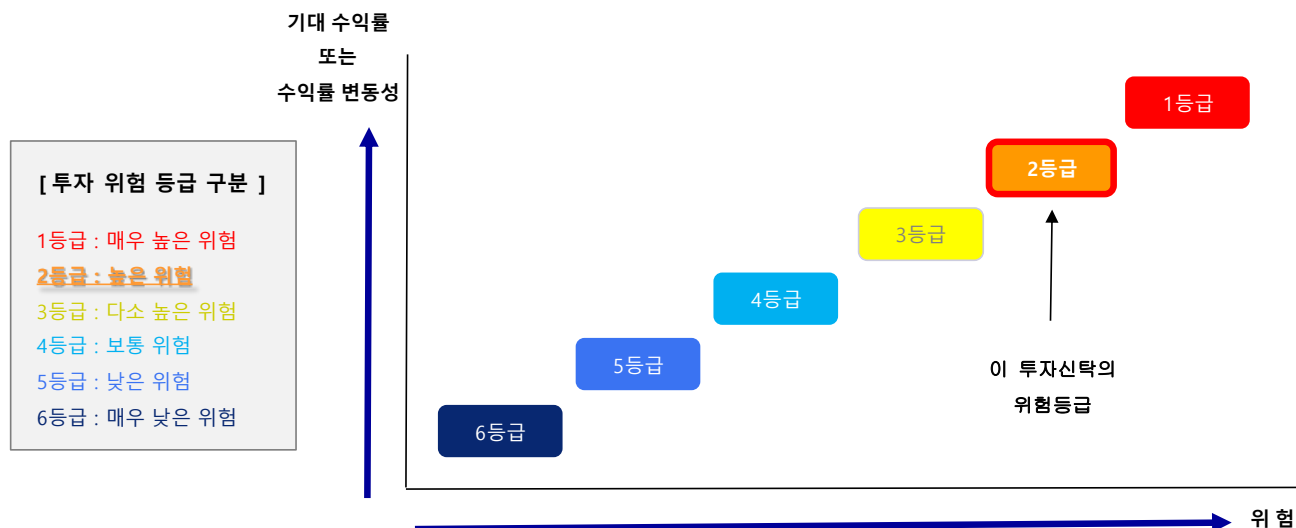 기대 수익률
또는
수익률 변동성
[ 투자 위험 등급 구분 ]
1등급 : 매우 높은 위험
2등급 : 높은 위험
3등급 : 다소 높은 위험
4등급 : 보통 위험
5등급 : 낮은 위험
6등급 : 매우 낮은 위험
1등급
2등급
3등급
4등급
5등급
6등급
이 투자신탁의
위험등급
위 험